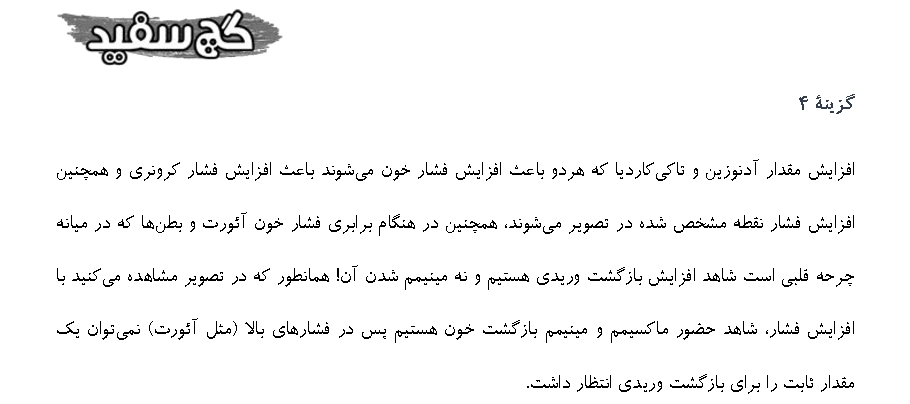 گچ سفید
گزینهٔ ۴
افزایش مقدار آدنوزین و تاکی‌کاردیا که هردو باعث افزایش فشار خون می‌شوند باعث افزایش فشار کرونری و همچنین
افزایش فشار نقطه مشخص شده در تصویر می‌شوند، همچنین در هنگام برابری فشار خون آئورت و بطن‌ها که در میانه
چرحه قلبی است شاهد افزایش بازگشت وریدی هستیم و نه مینیمم شدن آن! همانطور که در تصویر مشاهده می‌کنید با
افزایش فشار، شاهد حضور ماکسیمم و مینیمم بازگشت خون هستیم پس در فشارهای بالا (مثل آئورت) نمی‌توان یک
مقدار ثابت را برای بازگشت وریدی انتظار داشت.